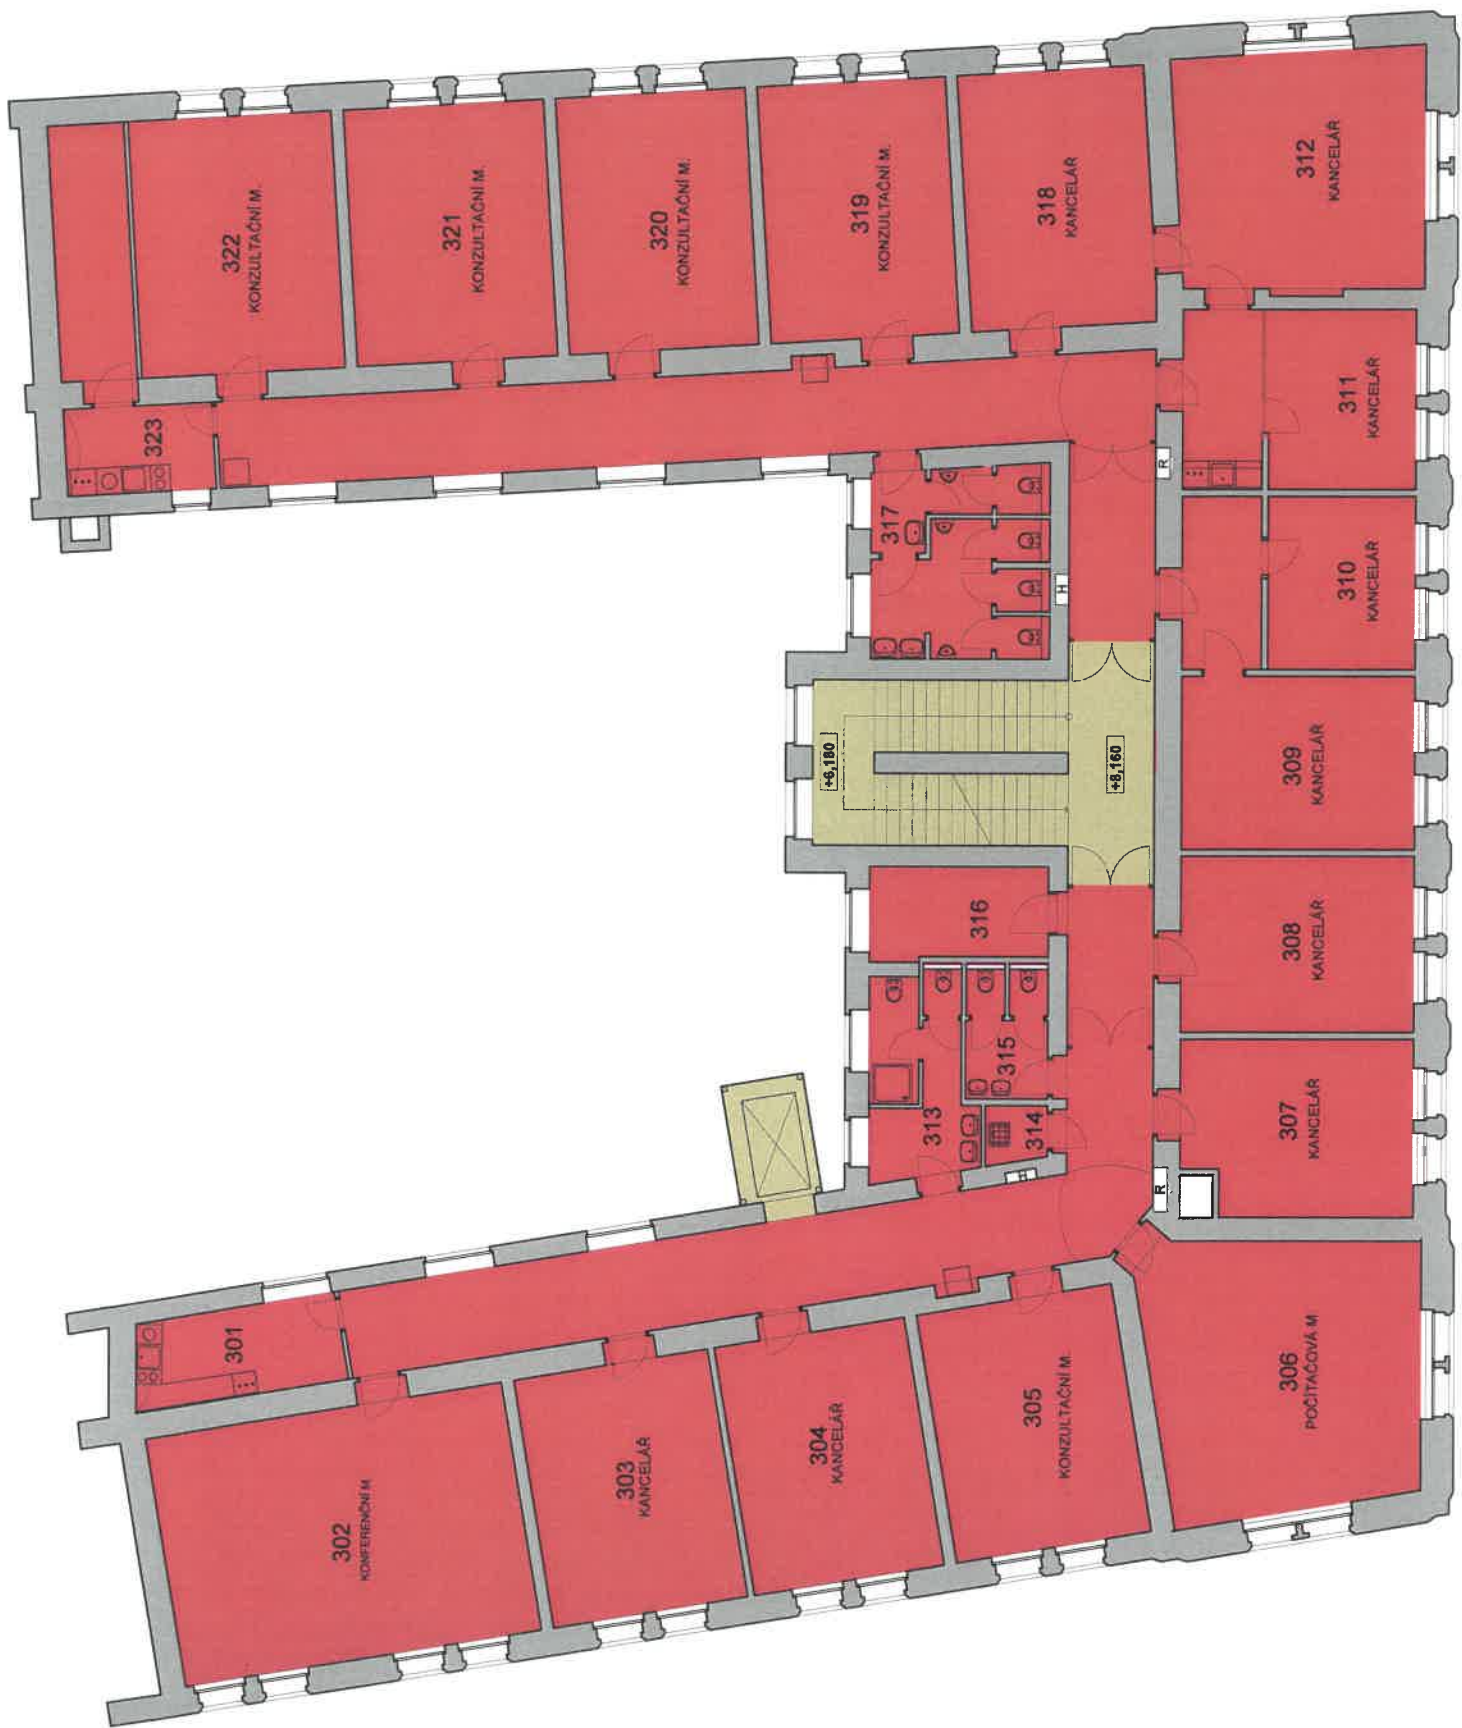 301
302
KONFERENČNÍ M
303
KANCELÁŘ
304
KANCELÁŘ
305
KONZULTAČNÍ M.
306
POČÍTAČOVÁ M
307
KANCELÁŘ
308
KANCELÁŘ
309
KANCELÁŘ
310
KANCELÁŘ
311
KANCELÁŘ
312
KANCELÁŘ
313
314
315
316
317
318
KANCELÁŘ
319
KONZULTAČNÍ M.
320
KONZULTAČNÍ M.
321
KONZULTAČNÍ M.
322
KONZULTAČNÍ M.
323
+6,180
+8,160
H
R
H
R